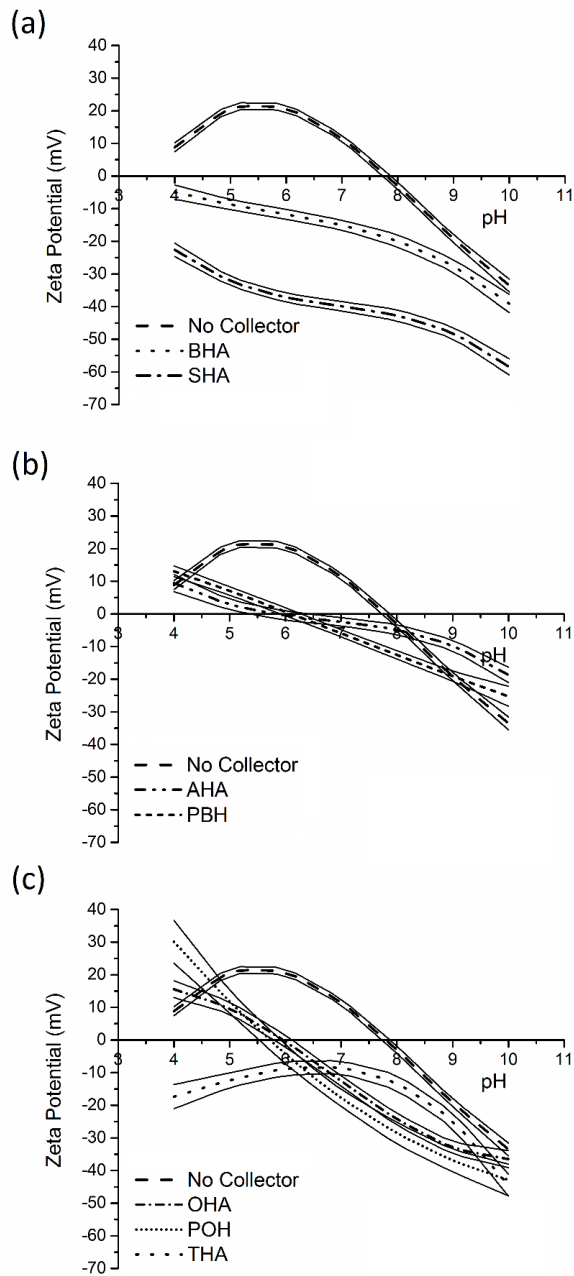 (a)
40
30
20
10
0
-10
-20
-30
-40
-50
-60
-70
3 4 5 6 7 8 9 10 11
pH
Zeta Potential (mV)
No Collector
BHA
SHA
(b)
40
30
20
10
0
-10
-20
-30
-40
-50
-60
-70
3 4 5 6 7 8 9 10 11
pH
Zeta Potential (mV)
No Collector
AHA
PBH
(c)
40
30
20
10
0
-10
-20
-30
-40
-50
-60
-70
3 4 5 6 7 8 9 10 11
pH
Zeta Potential (mV)
No Collector
OHA
POH
THA